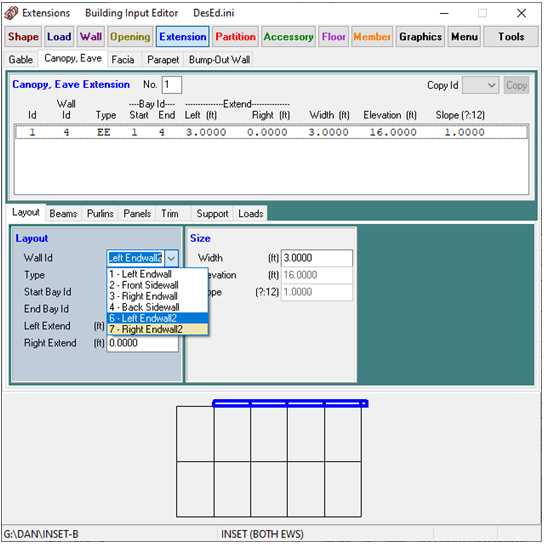 Extensions Building Input Editor DesEd.ini
Shape Load Wall Opening Extension Partition Accessory Floor Member Graphics Menu Tools
Gable Canopy, Eave Facia Parapet Bump-Out Wall
Canopy, Eave Extension No. 1 Copy Id Copy
Wall ----Bay Id---- ---------------Extend---------------
Id Id Type Start End Left (ft) Right (ft) Width (ft) Elevation (ft) Slope (?:12)
1 4 EE 1 4 3.0000 0.0000 3.0000 16.0000 1.0000
Layout Beams Purlins Panels Trim Support Loads
Layout Size
Wall Id Left Endwall2 Width (ft) 3.0000
Type 1 - Left Endwall evation (ft) 16.0000
2 - Front Sidewall
Start Bay Id 3 - Right Endwall ope (?:12) 1.0000
End Bay Id 4 - Back Sidewall
6 - Left Endwall2
Left Extend (ft) 7 - Right Endwall2
Right Extend (ft) 0.0000
G:\DAN\INSET-B INSET (BOTH EWS)